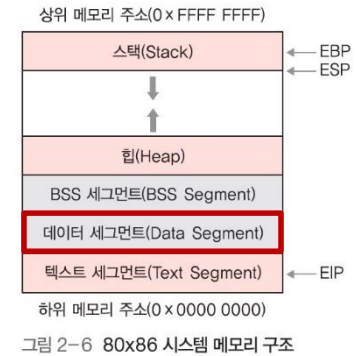 상위 메모리 주소(0×FFFF FFFF)
스택(Stack)
EBP
ESP
힙(Heap)
BSS 세그먼트(BSS Segment)
데이터 세그먼트(Data Segment)
텍스트 세그먼트(Text Segment)
EIP
하위 메모리 주소(0×0000 0000)
그림 2-6 80x86 시스템 메모리 구조